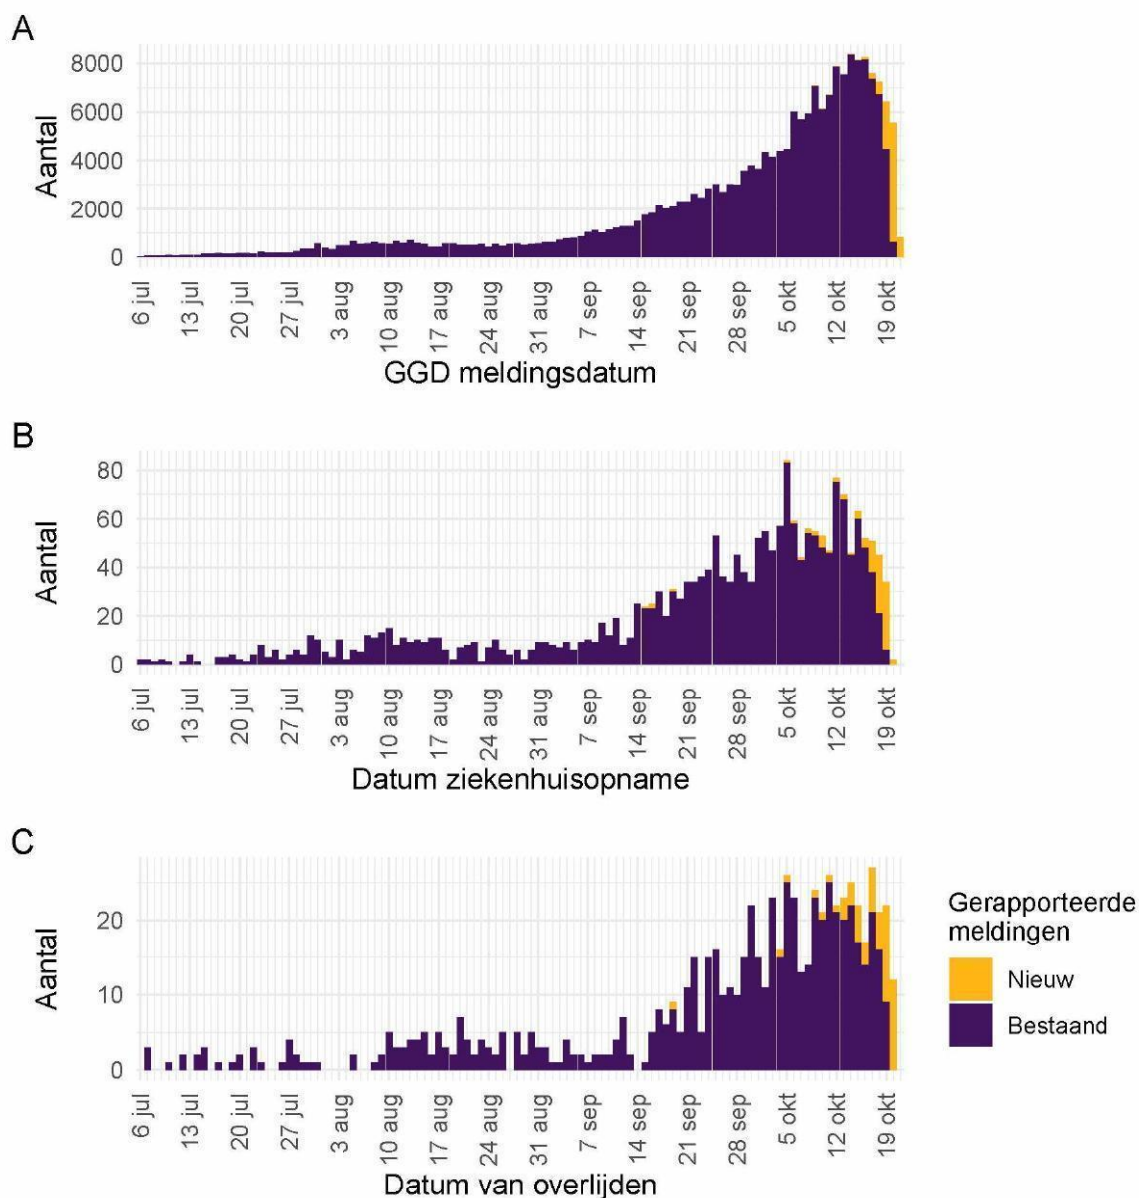 A
8000
6000
4000
2000
0
Aantal
6 jul
13 jul
20 jul
27 jul
3 aug
10 aug
17 aug
24 aug
31 aug
7 sep
14 sep
21 sep
28 sep
5 okt
12 okt
19 okt
GGD meldingsdatum
B
80
60
40
20
0
Aantal
6 jul
13 jul
20 jul
27 jul
3 aug
10 aug
17 aug
24 aug
31 aug
7 sep
14 sep
21 sep
28 sep
5 okt
12 okt
19 okt
Datum ziekenhuisopname
C
20
10
0
Aantal
6 jul
13 jul
20 jul
27 jul
3 aug
10 aug
17 aug
24 aug
31 aug
7 sep
14 sep
21 sep
28 sep
5 okt
12 okt
19 okt
Datum van overlijden
Gerapporteerde
meldingen
Nieuw
Bestaand